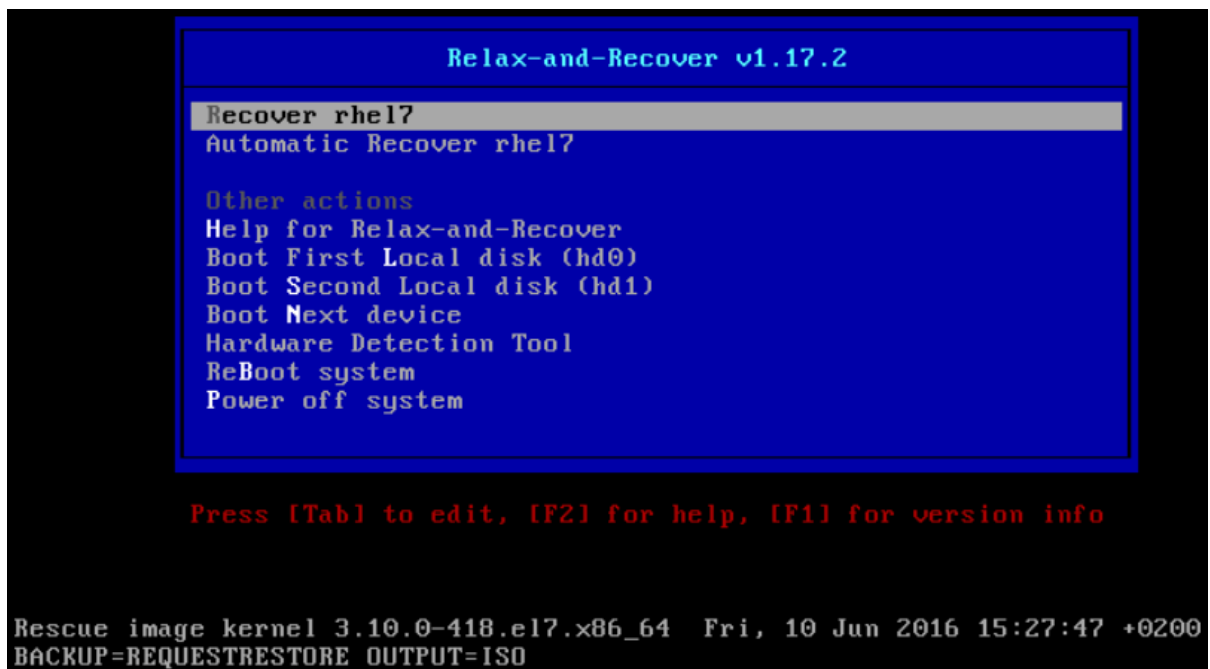 Relax-and-Recover v1.17.2
Recover rhel7
Automatic Recover rhel7
Other actions
Help for Relax-and-Recover
Boot First Local disk (hd0)
Boot Second Local disk (hd1)
Boot Next device
Hardware Detection Tool
ReBoot system
Power off system
Press [Tab] to edit, [F2] for help, [F1] for version info
Rescue image kernel 3.10.0-418.el7.x86_64  Fri, 10 Jun 2016 15:27:47 +0200
BACKUP=REQUESTRESTORE OUTPUT=ISO